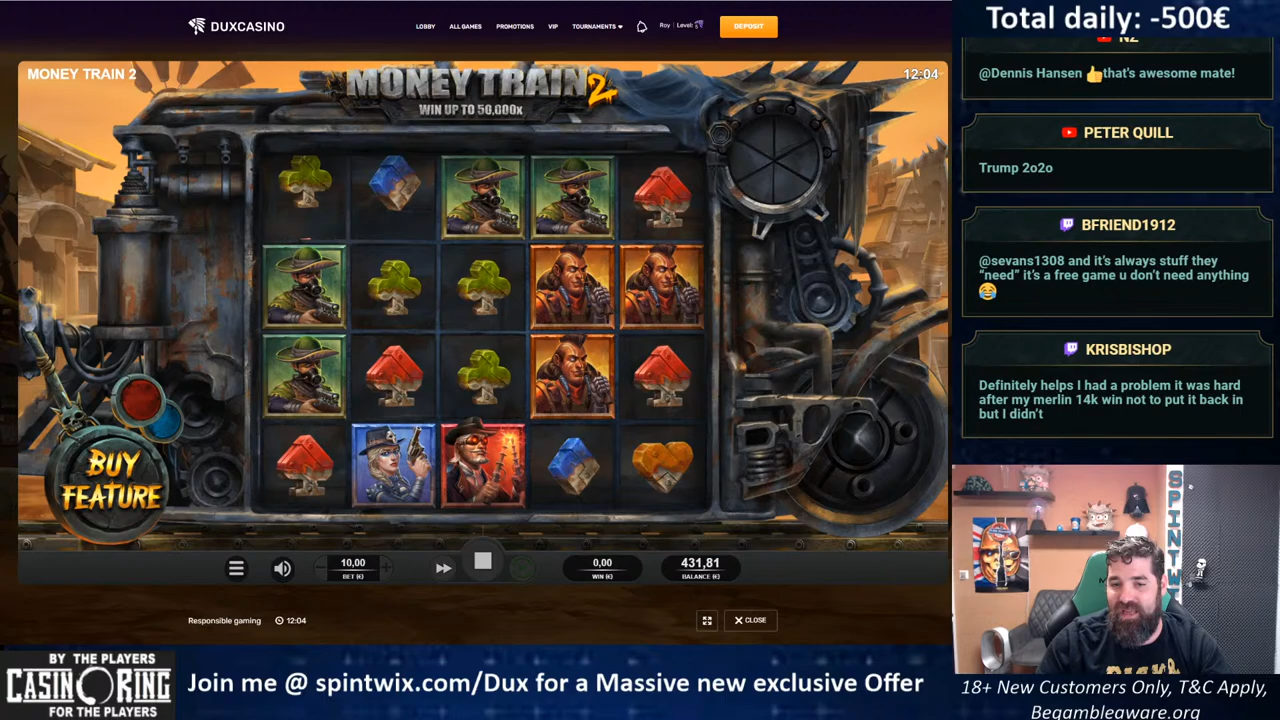 DUXCASINO
LOBBY
ALL GAMES
PROMOTIONS
VIP
TOURNAMENTS
Roy
Level:
DEPOSIT
MONEY TRAIN 2
MONEY TRAIN 2
WIN UP TO 50,000x
12:04
BUY
FEATURE
10,00
BET (€)
0,00
WIN (€)
431,81
BALANCE (€)
Responsible gaming
12:04
CLOSE
Total daily: -500€
@Dennis Hansen 👍that's awesome mate!
PETER QUILL
Trump 2o2o
BFRIEND1912
@sevans1308 and it's always stuff they
“need” it's a free game u don't need anything
😂
KRISBISHOP
Definitely helps I had a problem it was hard
after my merlin 14k win not to put it back in
but I didn't
SPINTW
BY THE PLAYERS
CASINORING
FOR THE PLAYERS
Join me @ spintwix.com/Dux for a Massive new exclusive Offer
18+ New Customers Only, T&C Apply,
Begambleaware.org